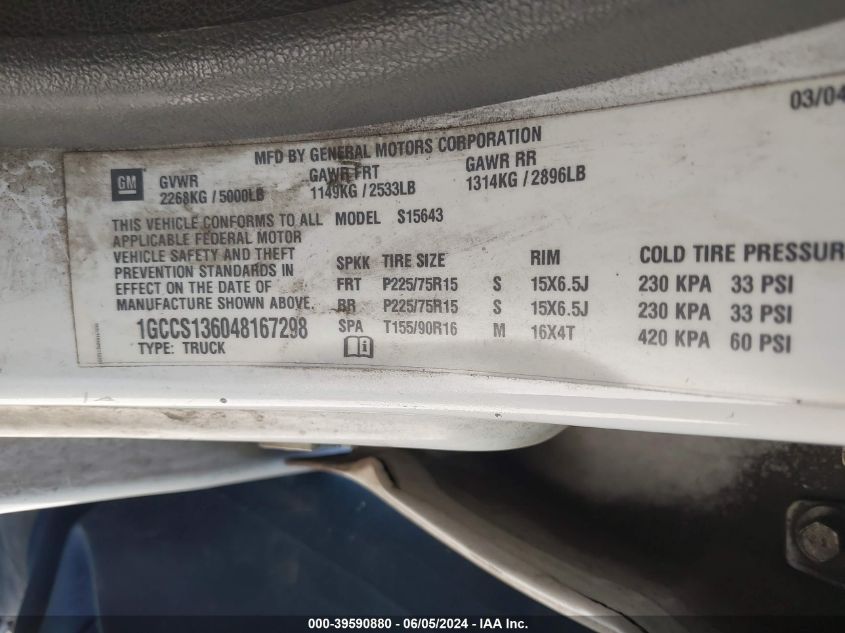 03/04
MFD BY GENERAL MOTORS CORPORATION
GM
GVWR GAWR FRT GAWR RR
2268KG / 5000LB 1149KG / 2533LB 1314KG / 2896LB
THIS VEHICLE CONFORMS TO ALL
APPLICABLE FEDERAL MOTOR
VEHICLE SAFETY AND THEFT
PREVENTION STANDARDS IN
EFFECT ON THE DATE OF
MANUFACTURE SHOWN ABOVE.
1GCCS136048167298
TYPE: TRUCK
MODEL S15643
SPKK TIRE SIZE RIM COLD TIRE PRESSUR
FRT P225/75R15 S 15X6.5J 230 KPA 33 PSI
RR P225/75R15 S 15X6.5J 230 KPA 33 PSI
SPA T155/90R16 M 16X4T 420 KPA 60 PSI
000-39590880 - 06/05/2024 - IAA Inc.